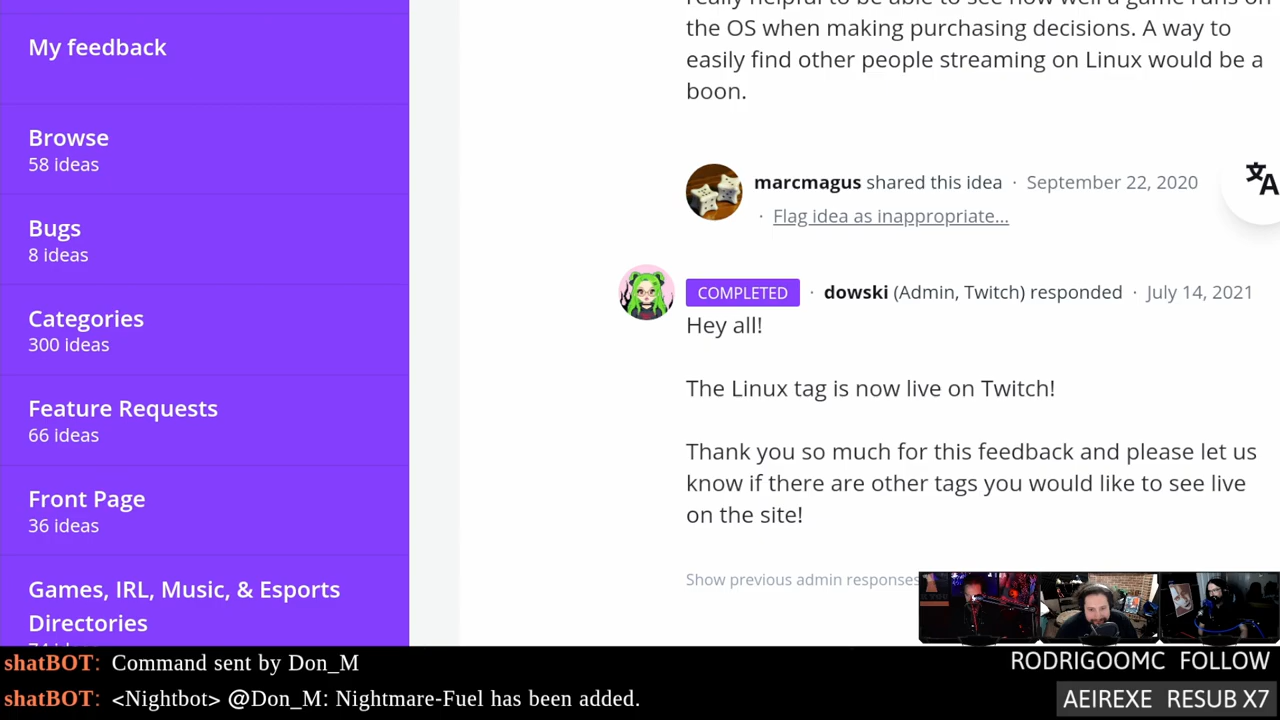 My feedback
Browse
58 ideas
Bugs
8 ideas
Categories
300 ideas
Feature Requests
66 ideas
Front Page
36 ideas
Games, IRL, Music, & Esports
Directories
the OS when making purchasing decisions. A way to
easily find other people streaming on Linux would be a
boon.
marcmagus shared this idea · September 22, 2020
· Flag idea as inappropriate…
COMPLETED · dowski (Admin, Twitch) responded · July 14, 2021
Hey all!
The Linux tag is now live on Twitch!
Thank you so much for this feedback and please let us
know if there are other tags you would like to see live
on the site!
Show previous admin responses
shatBOT: Command sent by Don_M
shatBOT: <Nightbot> @Don_M: Nightmare-Fuel has been added.
RODRIGOOMC FOLLOW
AEIREXE RESUB X7